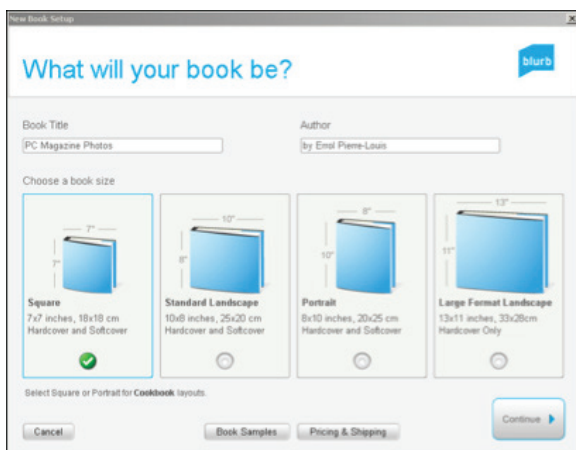 New Book Setup
What will your book be?
blurb
Book Title
Author
PC Magazine Photos
by Errol Pierre-Louis
Choose a book size
7"
7"
10"
8"
8"
10"
13"
11"
Square
7x7 inches, 18x18 cm
Hardcover and Softcover
Standard Landscape
10x8 inches, 25x20 cm
Hardcover and Softcover
Portrait
8x10 inches, 20x25 cm
Hardcover and Softcover
Large Format Landscape
13x11 inches, 33x28cm
Hardcover Only
Select Square or Portrait for Cookbook layouts.
Cancel
Book Samples
Pricing & Shipping
Continue